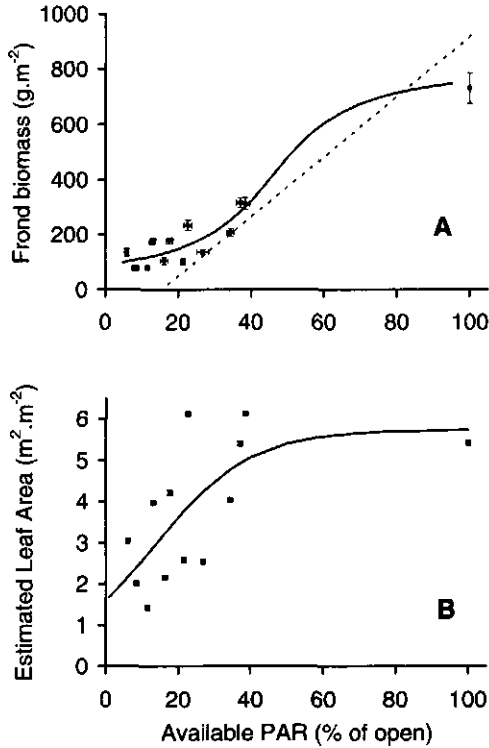 1000
800
600
400
200
0
Frond biomass (g.m⁻²)
A
0 20 40 60 80 100
6
5
4
3
2
1
0
Estimated Leaf Area (m².m⁻²)
B
0 20 40 60 80 100
Available PAR (% of open)